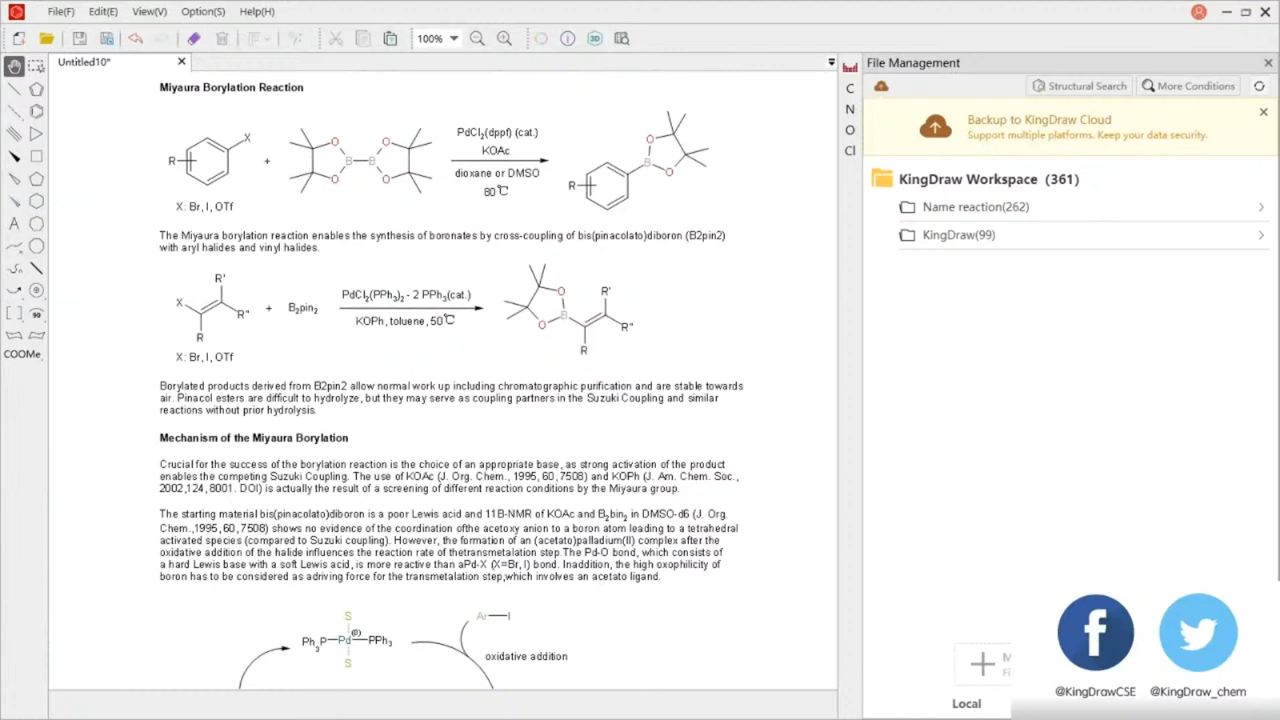 File(F) Edit(E) View(V) Option(S) Help(H)
100%
3D
Untitled10*
File Management
Structural Search More Conditions
Backup to KingDraw Cloud
Support multiple platforms. Keep your data security.
KingDraw Workspace (361)
Name reaction(262)
KingDraw(99)
C
N
O
Cl
A
90
COOMe
Miyaura Borylation Reaction
R X + O O B B O O
PdCl2(dppf) (cat.)
KOAc
dioxane or DMSO
80℃
R B O O
X: Br, I, OTf
The Miyaura borylation reaction enables the synthesis of boronates by cross-coupling of bis(pinacolato)diboron (B2pin2)
with aryl halides and vinyl halides.
X R' R" R + B2pin2
PdCl2(PPh3)2 - 2 PPh3(cat.)
KOPh, toluene, 50℃
O O B R' R" R
X: Br, I, OTf
Borylated products derived from B2pin2 allow normal work up including chromatographic purification and are stable towards
air. Pinacol esters are difficult to hydrolyze, but they may serve as coupling partners in the Suzuki Coupling and similar
reactions without prior hydrolysis.
Mechanism of the Miyaura Borylation
Crucial for the success of the borylation reaction is the choice of an appropriate base, as strong activation of the product
enables the competing Suzuki Coupling. The use of KOAc (J. Org. Chem., 1995, 60, 7508) and KOPh (J. Am. Chem. Soc.,
2002,124, 8001. DOI) is actually the result of a screening of different reaction conditions by the Miyaura group.
The starting material bis(pinacolato)diboron is a poor Lewis acid and 11B-NMR of KOAc and B2bin2 in DMSO-d6 (J. Org.
Chem.,1995, 60, 7508) shows no evidence of the coordination ofthe acetoxy anion to a boron atom leading to a tetrahedral
activated species (compared to Suzuki coupling). However, the formation of an (acetato)palladium(II) complex after the
oxidative addition of the halide influences the reaction rate of thetransmetalation step.The Pd-O bond, which consists of
a hard Lewis base with a soft Lewis acid, is more reactive than aPd-X (X=Br, I) bond. Inaddition, the high oxophilicity of
boron has to be considered as adriving force for the transmetalation step,which involves an acetato ligand.
S
Ph3P-Pd(0)-PPh3
S
Ar-I
oxidative addition
Local
@KingDrawCSE @KingDraw_chem